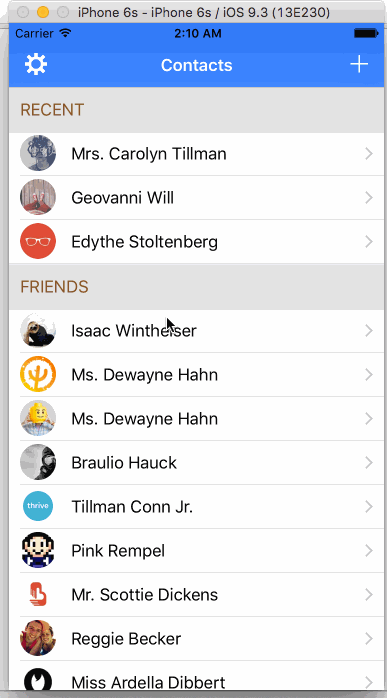 iPhone 6s - iPhone 6s / iOS 9.3 (13E230)
Carrier 2:10 AM
Contacts
RECENT
Mrs. Carolyn Tillman
Geovanni Will
Edythe Stoltenberg
FRIENDS
Isaac Wintheiser
Ms. Dewayne Hahn
Ms. Dewayne Hahn
Braulio Hauck
thrive Tillman Conn Jr.
Pink Rempel
Mr. Scottie Dickens
Reggie Becker
Miss Ardella Dibbert